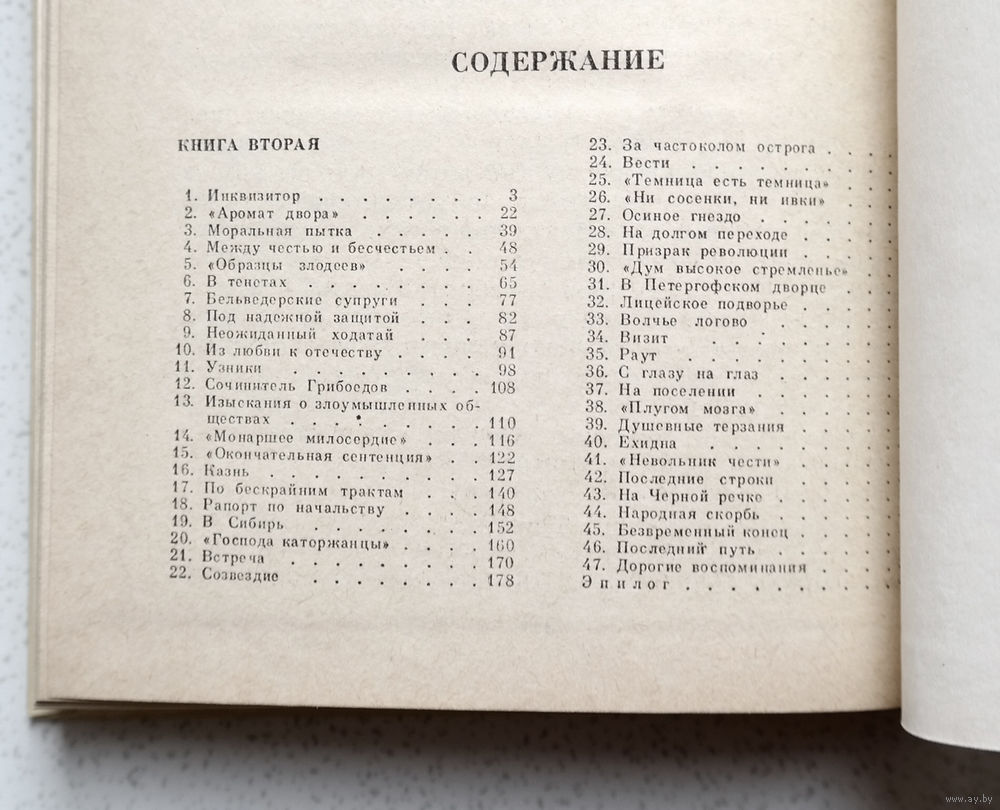 СОДЕРЖАНИЕ
КНИГА ВТОРАЯ
1. Инквизитор . . . . . . . . 3
2. «Аромат двора» . . . . . . 22
3. Моральная пытка . . . . . 39
4. Между честью и бесчестьем . . 48
5. «Образцы злодеев» . . . . 54
6. В тенетах . . . . . . . . 65
7. Бельведерские супруги . . . 77
8. Под надежной защитой . . . 82
9. Неожиданный ходатай . . . 87
10. Из любви к отечеству . . . . 91
11. Узники . . . . . . . . . 98
12. Сочинитель Грибоедов . . . . 108
13. Изыскания о злоумышленных об-
ществах . . . . . . . . . 110
14. «Монаршее милосердие» . . . 116
15. «Окончательная сентенция» . . 122
16. Казнь . . . . . . . . . 127
17. По бескрайним трактам . . . 140
18. Рапорт по начальству . . . . 148
19. В Сибирь . . . . . . . . 152
20. «Господа каторжанцы» . . . . 160
21. Встреча . . . . . . . . . 170
22. Созвездие . . . . . . . . 178
23. За частоколом острога . . . .
24. Вести . . . . . . . .
25. «Темница есть темница» . . .
26. «Ни сосенки, ни ивки» . . .
27. Осиное гнездо . . . . . .
28. На долгом переходе . . . .
29. Призрак революции . . . .
30. «Дум высокое стремленье» . .
31. В Петергофском дворце . . .
32. Лицейское подворье . . . .
33. Волчье логово . . . . . .
34. Визит . . . . . . . .
35. Раут . . . . . . . .
36. С глазу на глаз . . . . .
37. На поселении . . . . . .
38. «Плугом мозга» . . . . . .
39. Душевные терзания . . . .
40. Ехидна . . . . . . . .
41. «Невольник чести» . . . . .
42. Последние строки . . . . .
43. На Черной речке . . . . .
44. Народная скорбь . . . . .
45. Безвременный конец . . . .
46. Последний путь . . . . .
47. Дорогие воспоминания . . . .
Эпилог . . . . . . . . .
www.ay.by